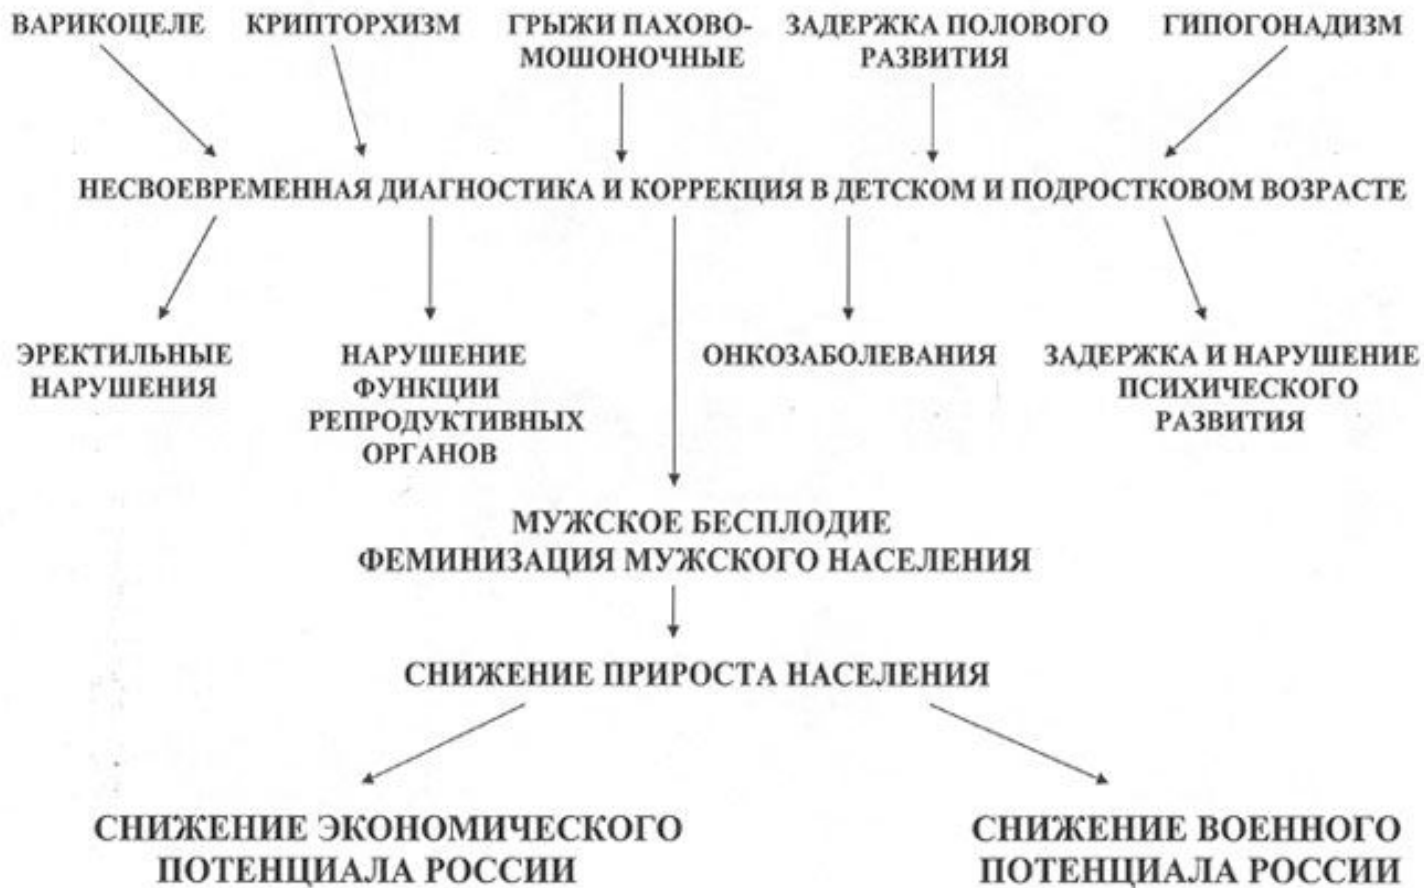 ВАРИКОЦЕЛЕ
КРИПТОРХИЗМ
ГРЫЖИ ПАХОВО-
МОШОНОЧНЫЕ
ЗАДЕРЖКА ПОЛОВОГО
РАЗВИТИЯ
ГИПОГОНАДИЗМ
НЕСВОЕВРЕМЕННАЯ ДИАГНОСТИКА И КОРРЕКЦИЯ В ДЕТСКОМ И ПОДРОСТКОВОМ ВОЗРАСТЕ
ЭРЕКТИЛЬНЫЕ
НАРУШЕНИЯ
НАРУШЕНИЕ
ФУНКЦИИ
РЕПРОДУКТИВНЫХ
ОРГАНОВ
ОНКОЗАБОЛЕВАНИЯ
ЗАДЕРЖКА И НАРУШЕНИЕ
ПСИХИЧЕСКОГО
РАЗВИТИЯ
МУЖСКОЕ БЕСПЛОДИЕ
ФЕМИНИЗАЦИЯ МУЖСКОГО НАСЕЛЕНИЯ
СНИЖЕНИЕ ПРИРОСТА НАСЕЛЕНИЯ
СНИЖЕНИЕ ЭКОНОМИЧЕСКОГО
ПОТЕНЦИАЛА РОССИИ
СНИЖЕНИЕ ВОЕННОГО
ПОТЕНЦИАЛА РОССИИ